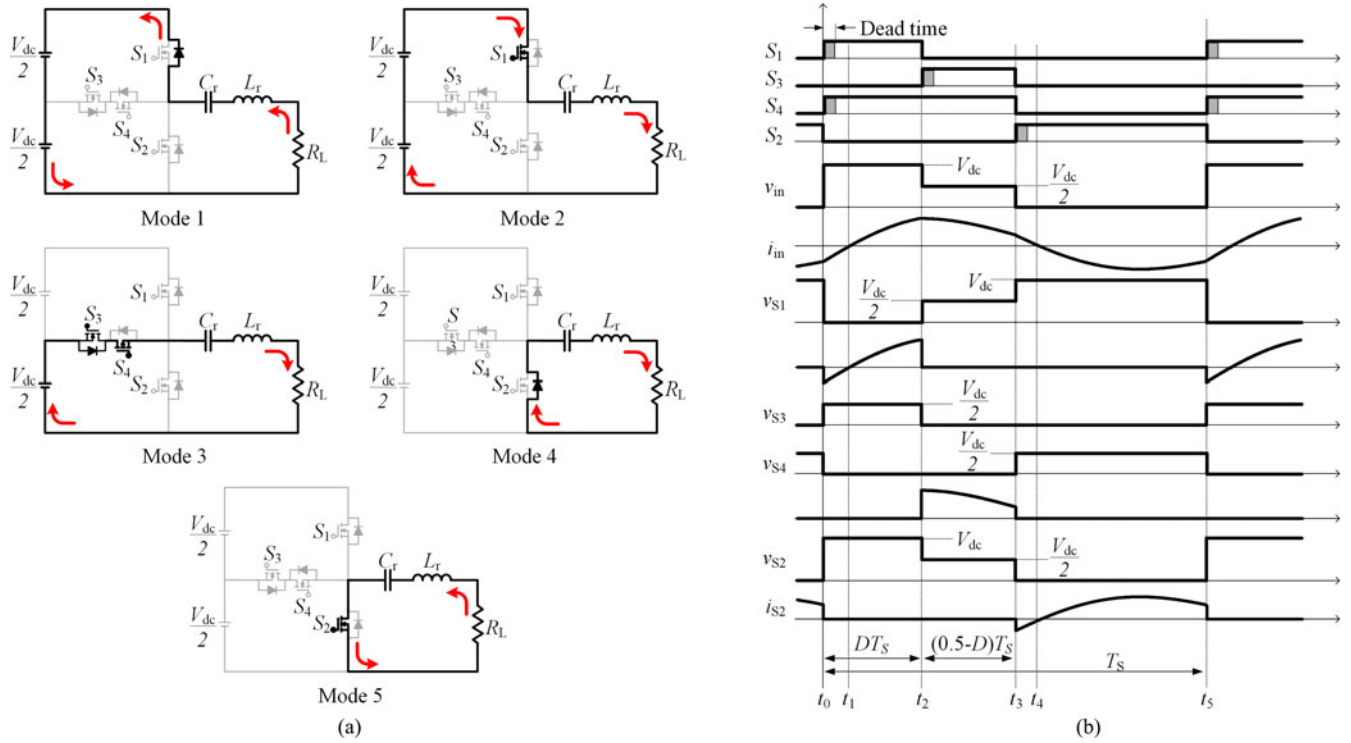 V_dc
2
S_1
C_r
L_r
S_3
S_4
V_dc
2
S_2
R_L
Mode 1
V_dc
2
S_1
C_r
L_r
S_3
S_4
V_dc
2
S_2
R_L
Mode 2
V_dc
2
S_1
S_3
C_r
L_r
S_4
V_dc
2
S_2
R_L
Mode 3
V_dc
2
S_1
S
3
C_r
L_r
S_4
V_dc
2
S_2
R_L
Mode 4
V_dc
2
S_1
S_3
C_r
L_r
S_4
V_dc
2
S_2
R_L
Mode 5
(a)
Dead time
S_1
S_3
S_4
S_2
V_dc
v_in
V_dc
2
i_in
V_dc
V_dc
2
v_S1
v_S3
V_dc
2
v_S4
V_dc
2
V_dc
v_S2
V_dc
2
i_S2
DT_S
(0.5-D)T_S
T_S
t_0 t_1 t_2 t_3 t_4 t_5
(b)